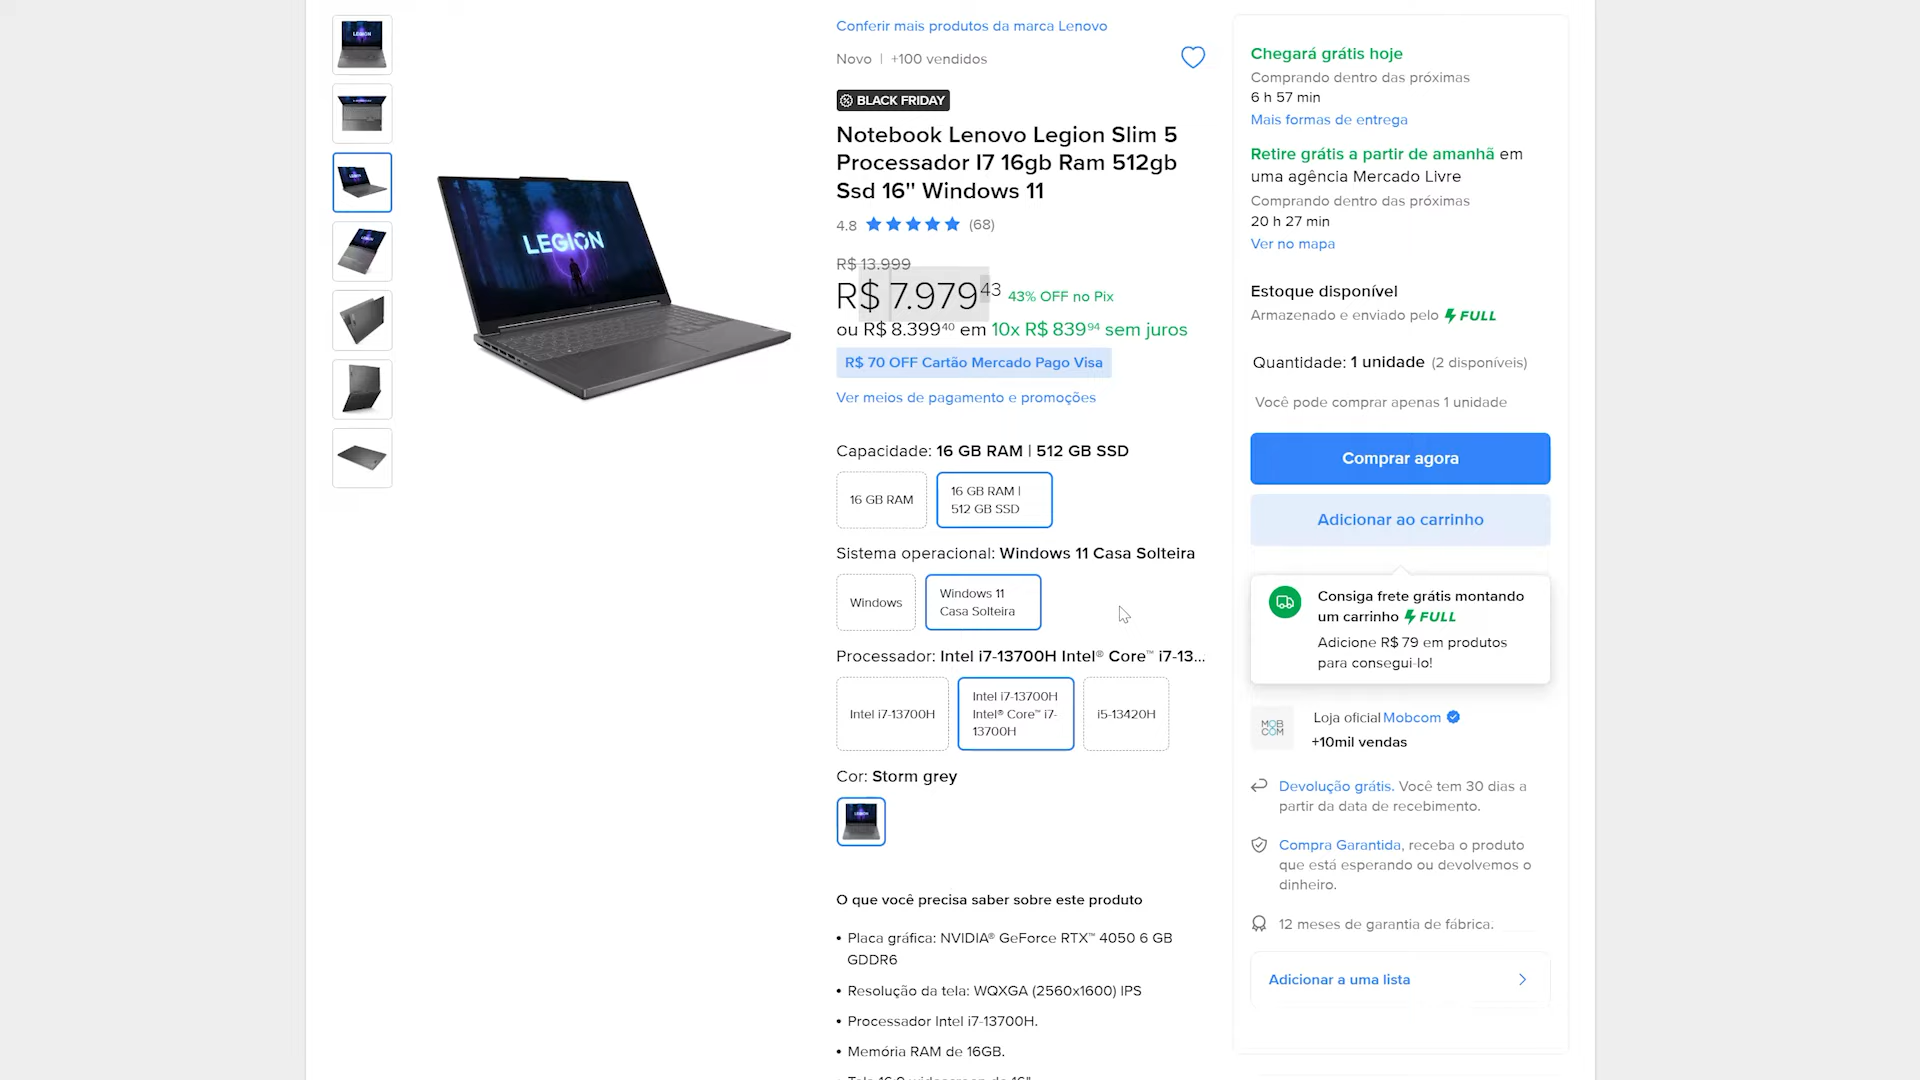 Conferir mais produtos da marca Lenovo
Novo | +100 vendidos
BLACK FRIDAY
Notebook Lenovo Legion Slim 5
Processador I7 16gb Ram 512gb
Ssd 16'' Windows 11
4.8 (68)
R$ 13.999
R$ 7.979 43 43% OFF no Pix
ou R$ 8.399 40 em 10x R$ 839 94 sem juros
R$ 70 OFF Cartão Mercado Pago Visa
Ver meios de pagamento e promoções
Capacidade: 16 GB RAM | 512 GB SSD
16 GB RAM
16 GB RAM |
512 GB SSD
Sistema operacional: Windows 11 Casa Solteira
Windows
Windows 11
Casa Solteira
Processador: Intel i7-13700H Intel® Core™ i7-13...
Intel i7-13700H
Intel i7-13700H
Intel® Core™ i7-
13700H
i5-13420H
Cor: Storm grey
O que você precisa saber sobre este produto
• Placa gráfica: NVIDIA® GeForce RTX™ 4050 6 GB
GDDR6
• Resolução da tela: WQXGA (2560x1600) IPS
• Processador Intel i7-13700H.
• Memória RAM de 16GB.
LEGION
Chegará grátis hoje
Comprando dentro das próximas
6 h 57 min
Mais formas de entrega
Retire grátis a partir de amanhã em
uma agência Mercado Livre
Comprando dentro das próximas
20 h 27 min
Ver no mapa
Estoque disponível
Armazenado e enviado pelo FULL
Quantidade: 1 unidade (2 disponíveis)
Você pode comprar apenas 1 unidade
Comprar agora
Adicionar ao carrinho
Consiga frete grátis montando
um carrinho FULL
Adicione R$ 79 em produtos
para consegui-lo!
MOB
COM
Loja oficial Mobcom
+10mil vendas
Devolução grátis. Você tem 30 dias a
partir da data de recebimento.
Compra Garantida, receba o produto
que está esperando ou devolvemos o
dinheiro.
12 meses de garantia de fábrica.
Adicionar a uma lista